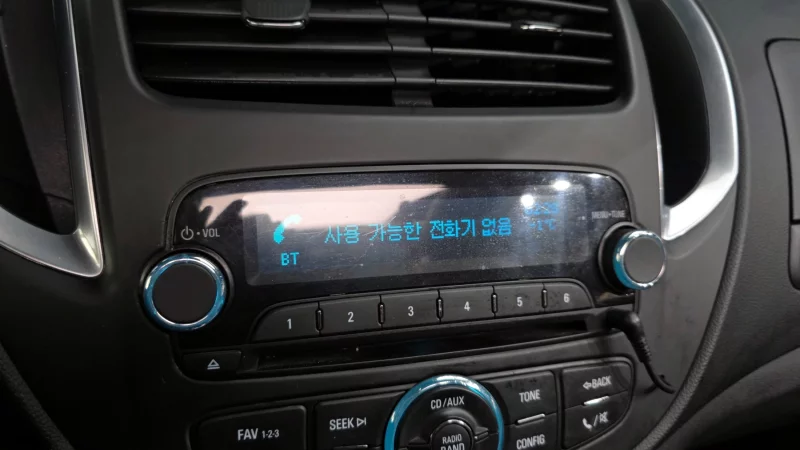 ⏻・VOL
MENU・TUNE
사용 가능한 전화기 없음
BT
1 2 3 4 5 6
FAV 1-2-3
SEEK
CD/AUX
RADIO
BAND
TONE
CONFIG
BACK